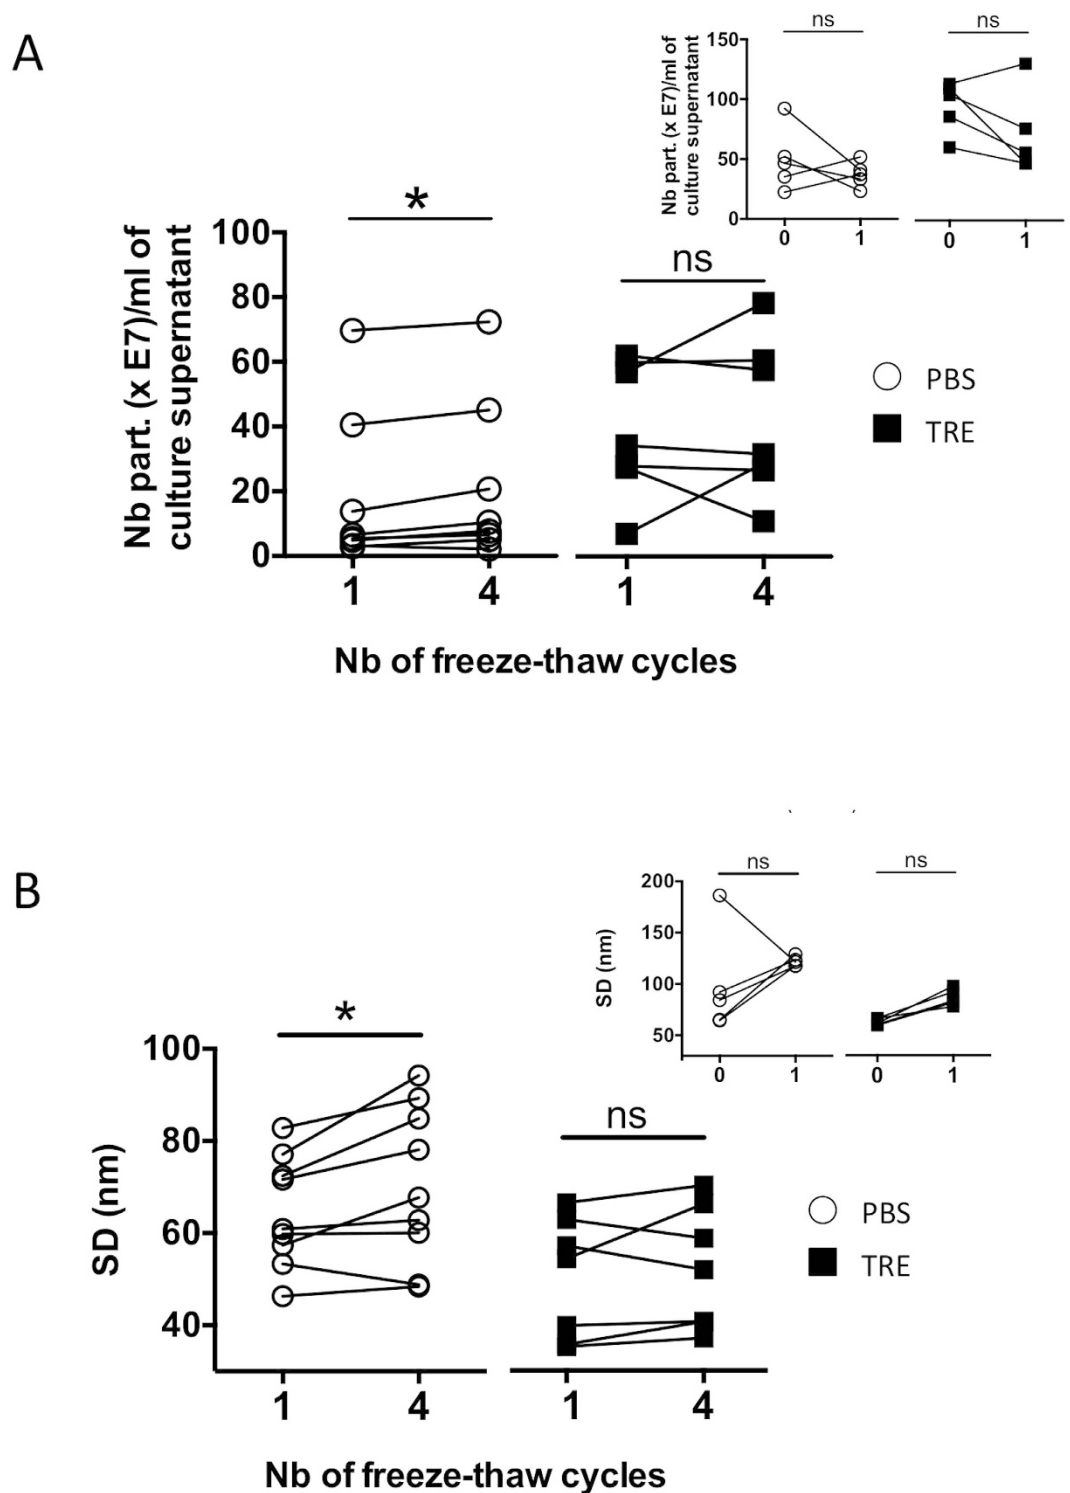 A
ns
ns
Nb part. (x E7)/ml of
culture supernatant
150
100
50
0
0
1
0
1
*
ns
Nb part. (x E7)/ml of
culture supernatant
100
80
60
40
20
0
1
4
1
4
PBS
TRE
Nb of freeze-thaw cycles
B
ns
ns
SD (nm)
200
150
100
50
0
1
0
1
*
ns
SD (nm)
100
80
60
40
1
4
1
4
PBS
TRE
Nb of freeze-thaw cycles